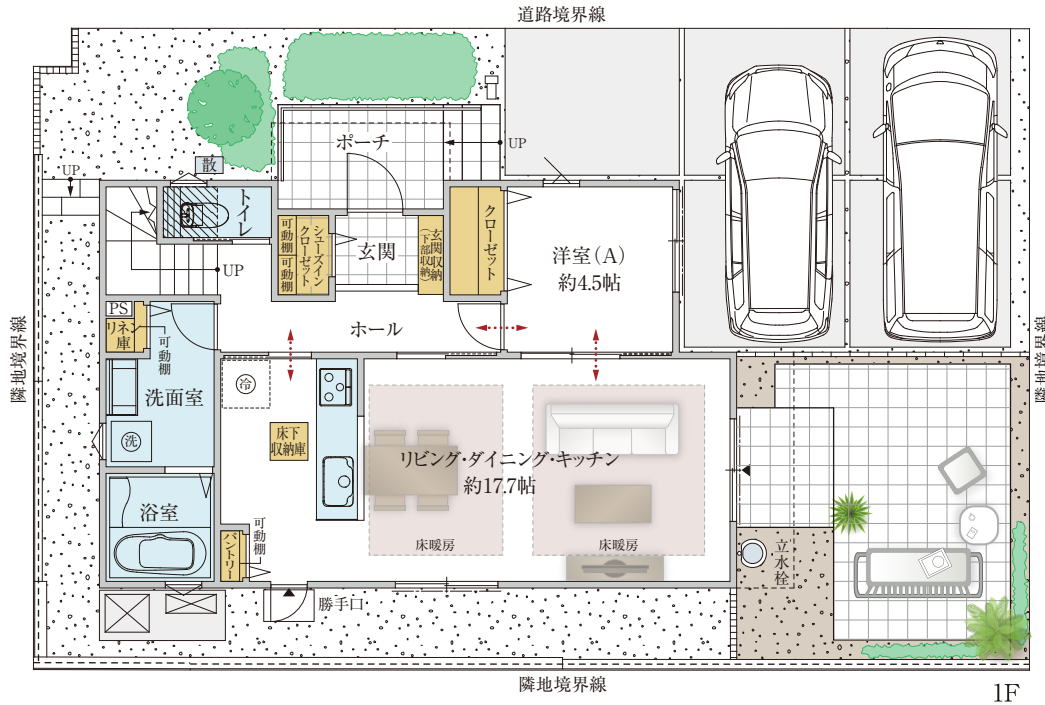 道路境界線
ポーチ
UP
散
UP
トイレ
クローゼット
洋室（A）
約4.5帖
玄関
玄関収納
（下部収納）
シューズイン
クローゼット
可動棚
可動棚
UP
ホール
PS
リネン庫
可動棚
洗面室
洗
冷
床下
収納庫
リビング・ダイニング・キッチン
約17.7帖
床暖房
床暖房
浴室
パントリー
可動棚
勝手口
立水栓
隣地境界線
隣地境界線
隣地境界線
1F